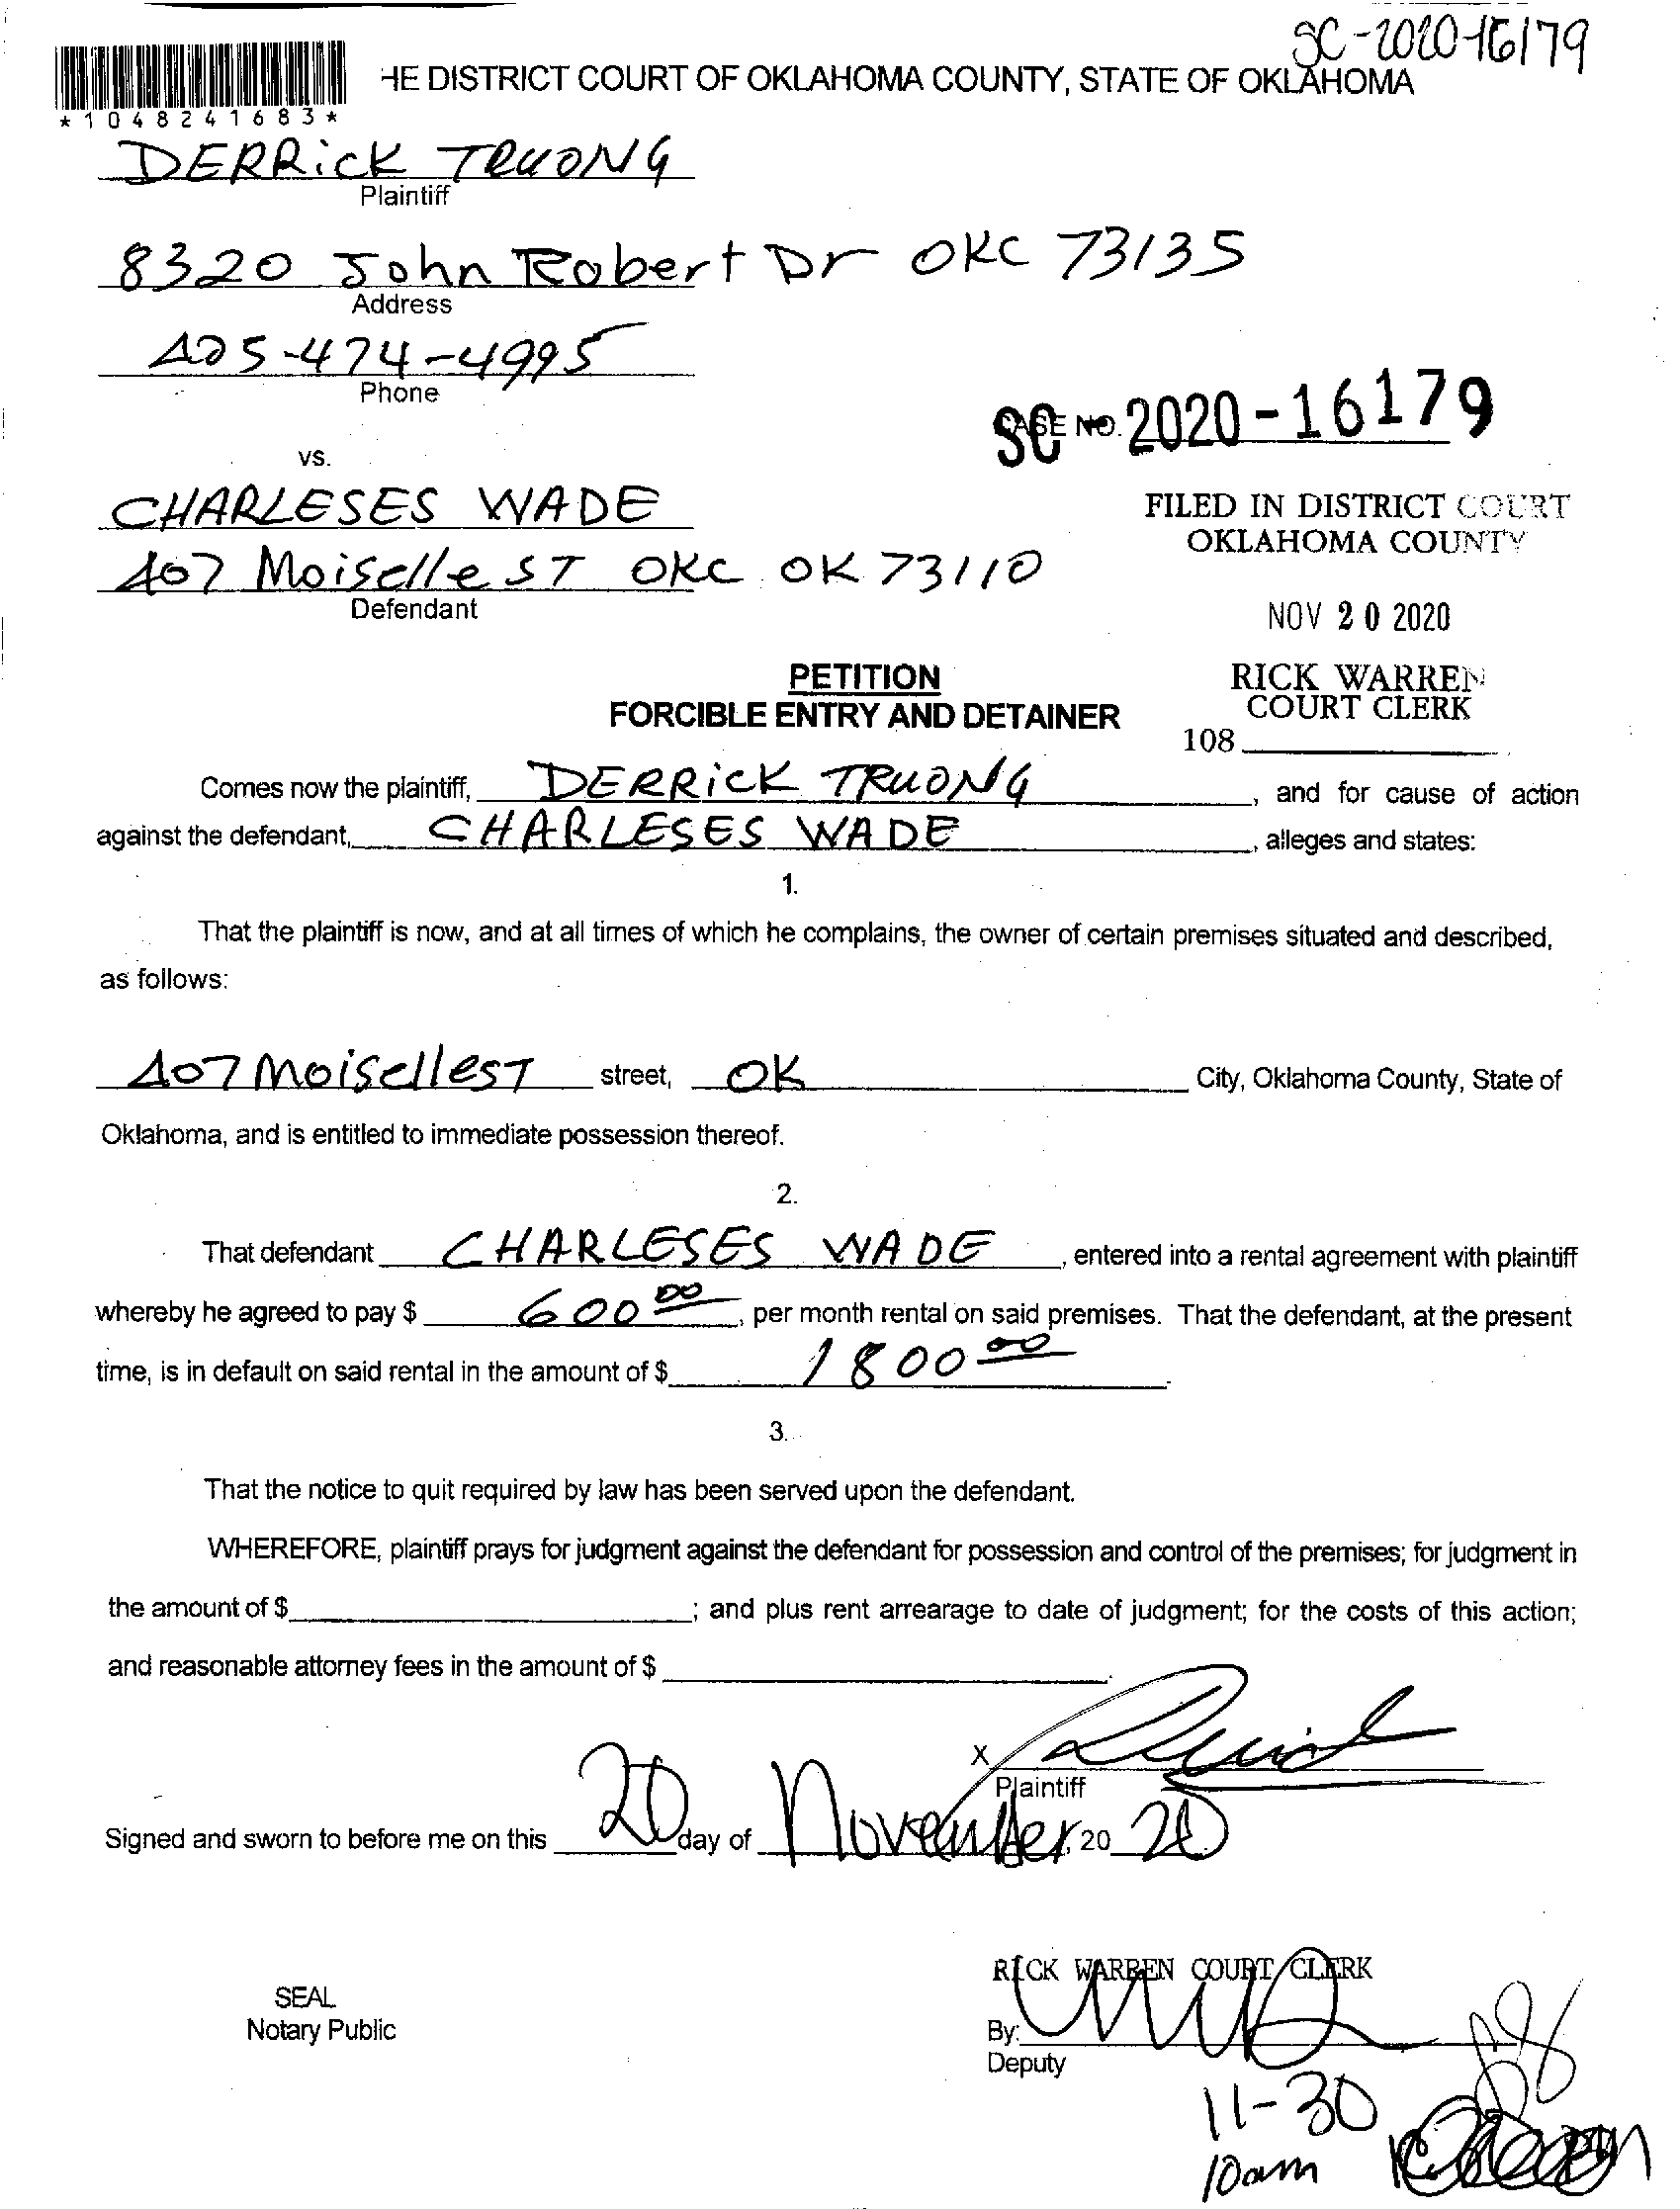 SC-2020-16179
HE DISTRICT COURT OF OKLAHOMA COUNTY, STATE OF OKLAHOMA
*1048241683*
DERRiCK TRUONG
Plaintiff
8320 John Robert Dr OKC 73135
Address
405-474-4995
Phone
SC CASE NO. 2020-16179
vs.
CHARLESES WADE
407 Moiselle ST OKC OK 73110
Defendant
FILED IN DISTRICT COURT
OKLAHOMA COUNTY
NOV 20 2020
RICK WARREN
COURT CLERK
108
PETITION
FORCIBLE ENTRY AND DETAINER
Comes now the plaintiff, DERRiCK TRUONG, and for cause of action
against the defendant, CHARLESES WADE, alleges and states:
1.
That the plaintiff is now, and at all times of which he complains, the owner of certain premises situated and described,
as follows:
407 MoiselleST street, OK City, Oklahoma County, State of
Oklahoma, and is entitled to immediate possession thereof.
2.
That defendant CHARLESES WADE, entered into a rental agreement with plaintiff
whereby he agreed to pay $ 600 00, per month rental on said premises. That the defendant, at the present
time, is in default on said rental in the amount of $ 1800 00.
3.
That the notice to quit required by law has been served upon the defendant.
WHEREFORE, plaintiff prays for judgment against the defendant for possession and control of the premises; for judgment in
the amount of $ ; and plus rent arrearage to date of judgment; for the costs of this action;
and reasonable attorney fees in the amount of $ .
X
Plaintiff
Signed and sworn to before me on this 20 day of November, 20 20
RICK WARREN COURT CLERK
SEAL
Notary Public
By:
Deputy
11-30
10am